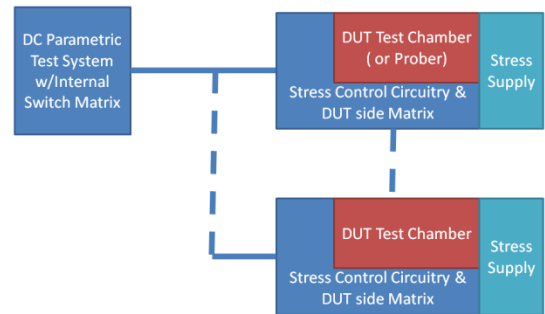 DC Parametric
Test System
w/Internal
Switch Matrix
DUT Test Chamber
( or Prober)
Stress Control Circuitry &
DUT side Matrix
Stress
Supply
DUT Test Chamber
Stress Control Circuitry &
DUT side Matrix
Stress
Supply